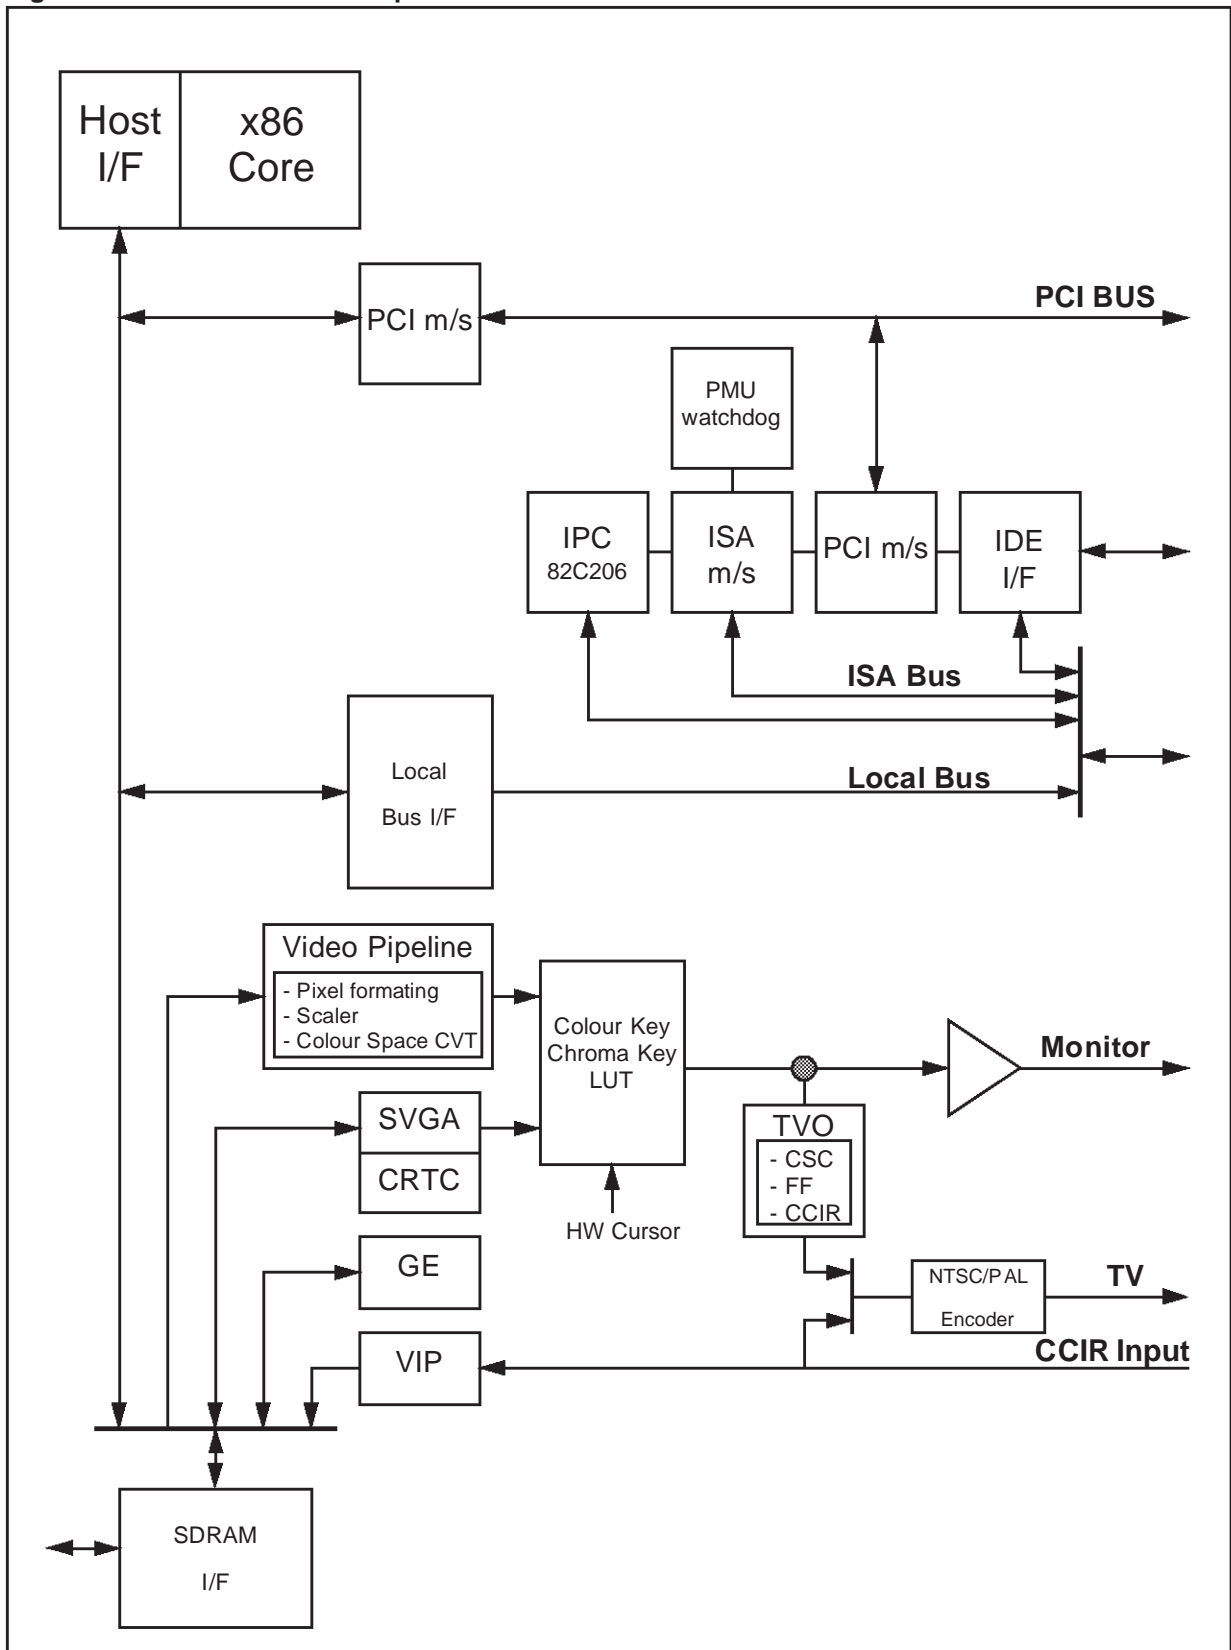 Host
I/F
x86
Core
PCI m/s
PCI BUS
PMU
watchdog
IPC
82C206
ISA
m/s
PCI m/s
IDE
I/F
ISA Bus
Local
Bus I/F
Local Bus
Video Pipeline
- Pixel formating
- Scaler
- Colour Space CVT
Colour Key
Chroma Key
LUT
Monitor
SVGA
CRTC
HW Cursor
TVO
- CSC
- FF
- CCIR
GE
NTSC/PAL
Encoder
TV
VIP
CCIR Input
SDRAM
I/F